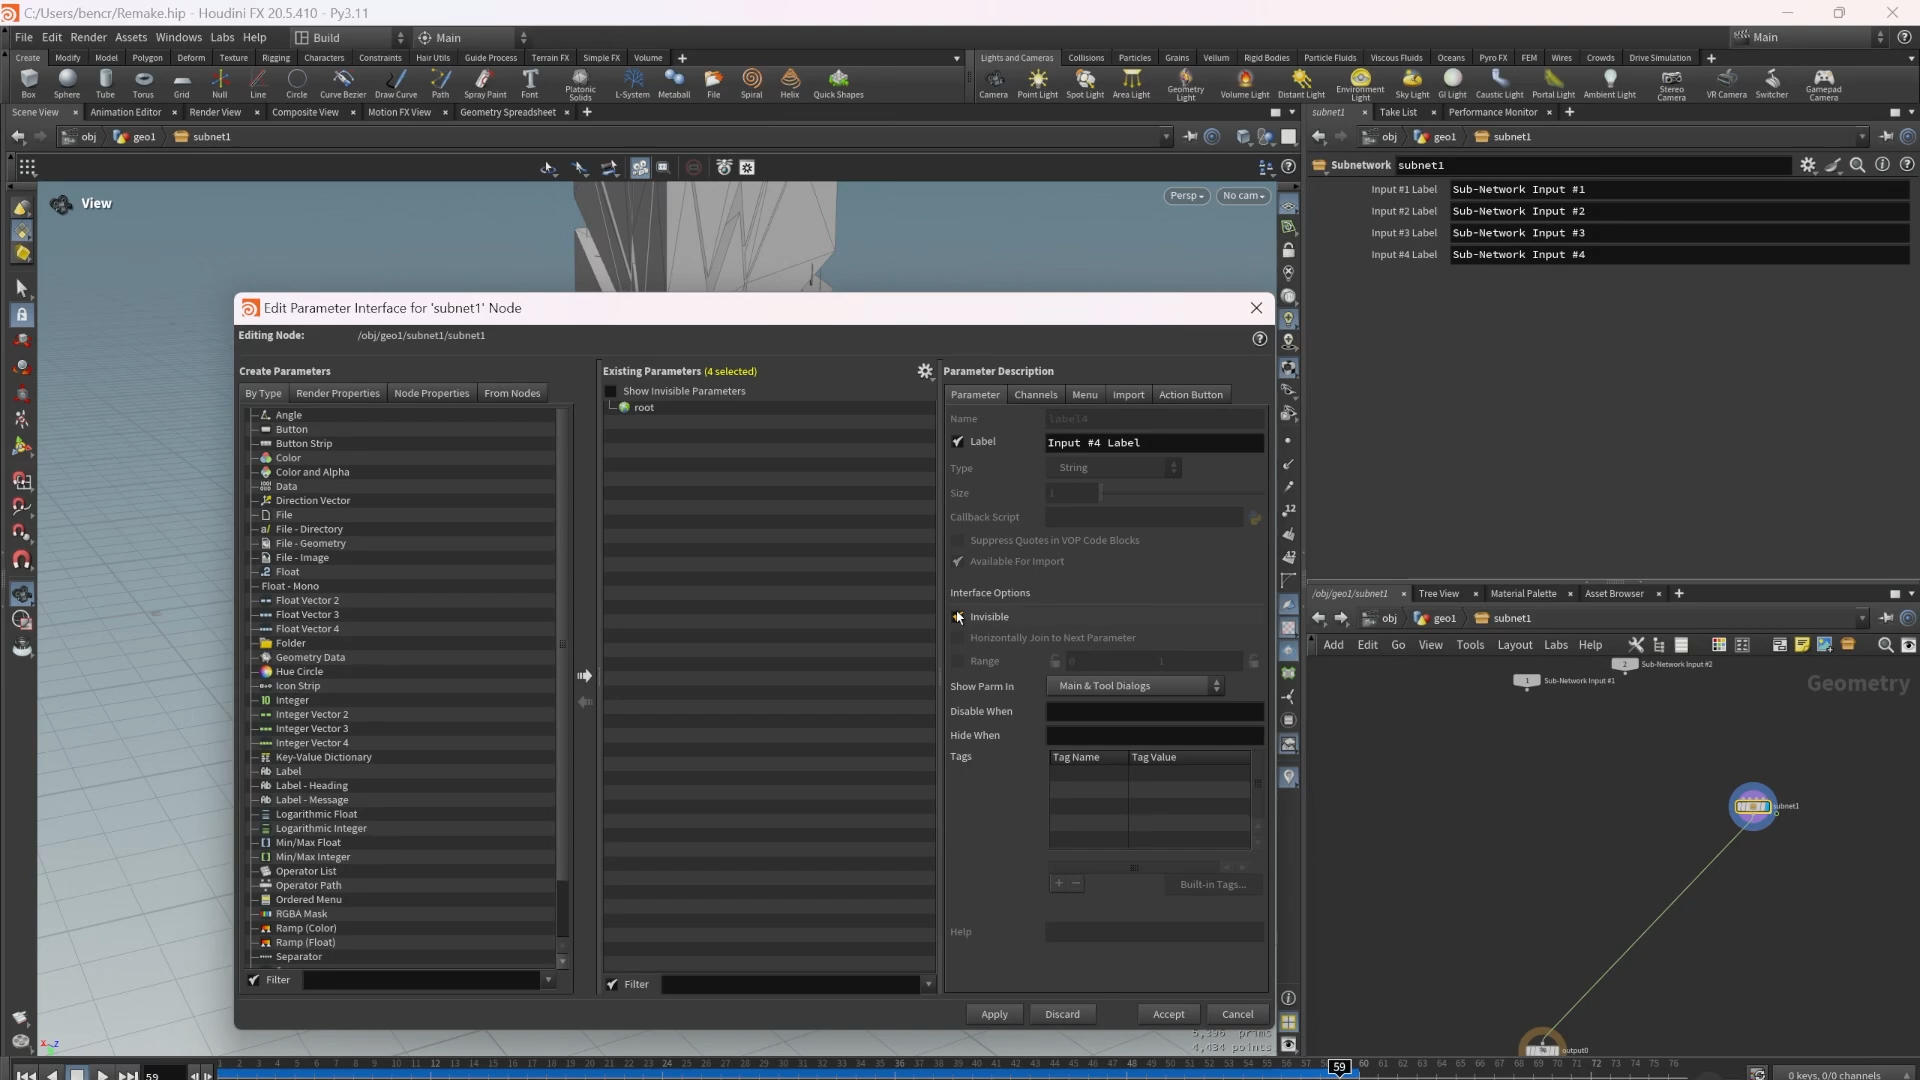 C:/Users/bencr/Remake.hip - Houdini FX 20.5.410 - Py3.11
File Edit Render Assets Windows Labs Help Build Main Main
Create Modify Model Polygon Deform Texture Rigging Characters Constraints Hair Utils Guide Process Terrain FX Simple FX Volume
Lights and Cameras Collisions Particles Grains Vellum Rigid Bodies Particle Fluids Viscous Fluids Oceans Pyro FX FEM Wires Crowds Drive Simulation
Box Sphere Tube Torus Grid Null Line Circle Curve Bezier Draw Curve Path Spray Paint Font Platonic Solids L-System Metaball File Spiral Helix Quick Shapes
Camera Point Light Spot Light Area Light Geometry Light Volume Light Distant Light Environment Light Sky Light GI Light Caustic Light Portal Light Ambient Light Stereo Camera VR Camera Switcher Gamepad Camera
Scene View Animation Editor Render View Composite View Motion FX View Geometry Spreadsheet
subnet1 Take List Performance Monitor
obj geo1 subnet1
obj geo1 subnet1
Subnetwork subnet1
Input #1 Label Sub-Network Input #1
Input #2 Label Sub-Network Input #2
Input #3 Label Sub-Network Input #3
Input #4 Label Sub-Network Input #4
View
Persp No cam
Edit Parameter Interface for 'subnet1' Node
Editing Node: /obj/geo1/subnet1/subnet1
Create Parameters
By Type Render Properties Node Properties From Nodes
Angle
Button
Button Strip
Color
Color and Alpha
Data
Direction Vector
File
File - Directory
File - Geometry
File - Image
Float
Float - Mono
Float Vector 2
Float Vector 3
Float Vector 4
Folder
Geometry Data
Hue Circle
Icon Strip
Integer
Integer Vector 2
Integer Vector 3
Integer Vector 4
Key-Value Dictionary
Label
Label - Heading
Label - Message
Logarithmic Float
Logarithmic Integer
Min/Max Float
Min/Max Integer
Operator List
Operator Path
Ordered Menu
RGBA Mask
Ramp (Color)
Ramp (Float)
Separator
Filter
Existing Parameters (4 selected)
Show Invisible Parameters
root
Filter
Parameter Description
Parameter Channels Menu Import Action Button
Name label4
Label Input #4 Label
Type String
Size 1
Callback Script
Suppress Quotes in VOP Code Blocks
Available For Import
Interface Options
Invisible
Horizontally Join to Next Parameter
Range 0 1
Show Parm In Main & Tool Dialogs
Disable When
Hide When
Tags Tag Name Tag Value
Built-in Tags...
Help
Apply Discard Accept Cancel
/obj/geo1/subnet1 Tree View Material Palette Asset Browser
obj geo1 subnet1
Add Edit Go View Tools Layout Labs Help
2 Sub-Network Input #2
1 Sub-Network Input #1
Geometry
subnet1
output0
5,396 prims
4,434 points
59
59
0 keys, 0/0 channels